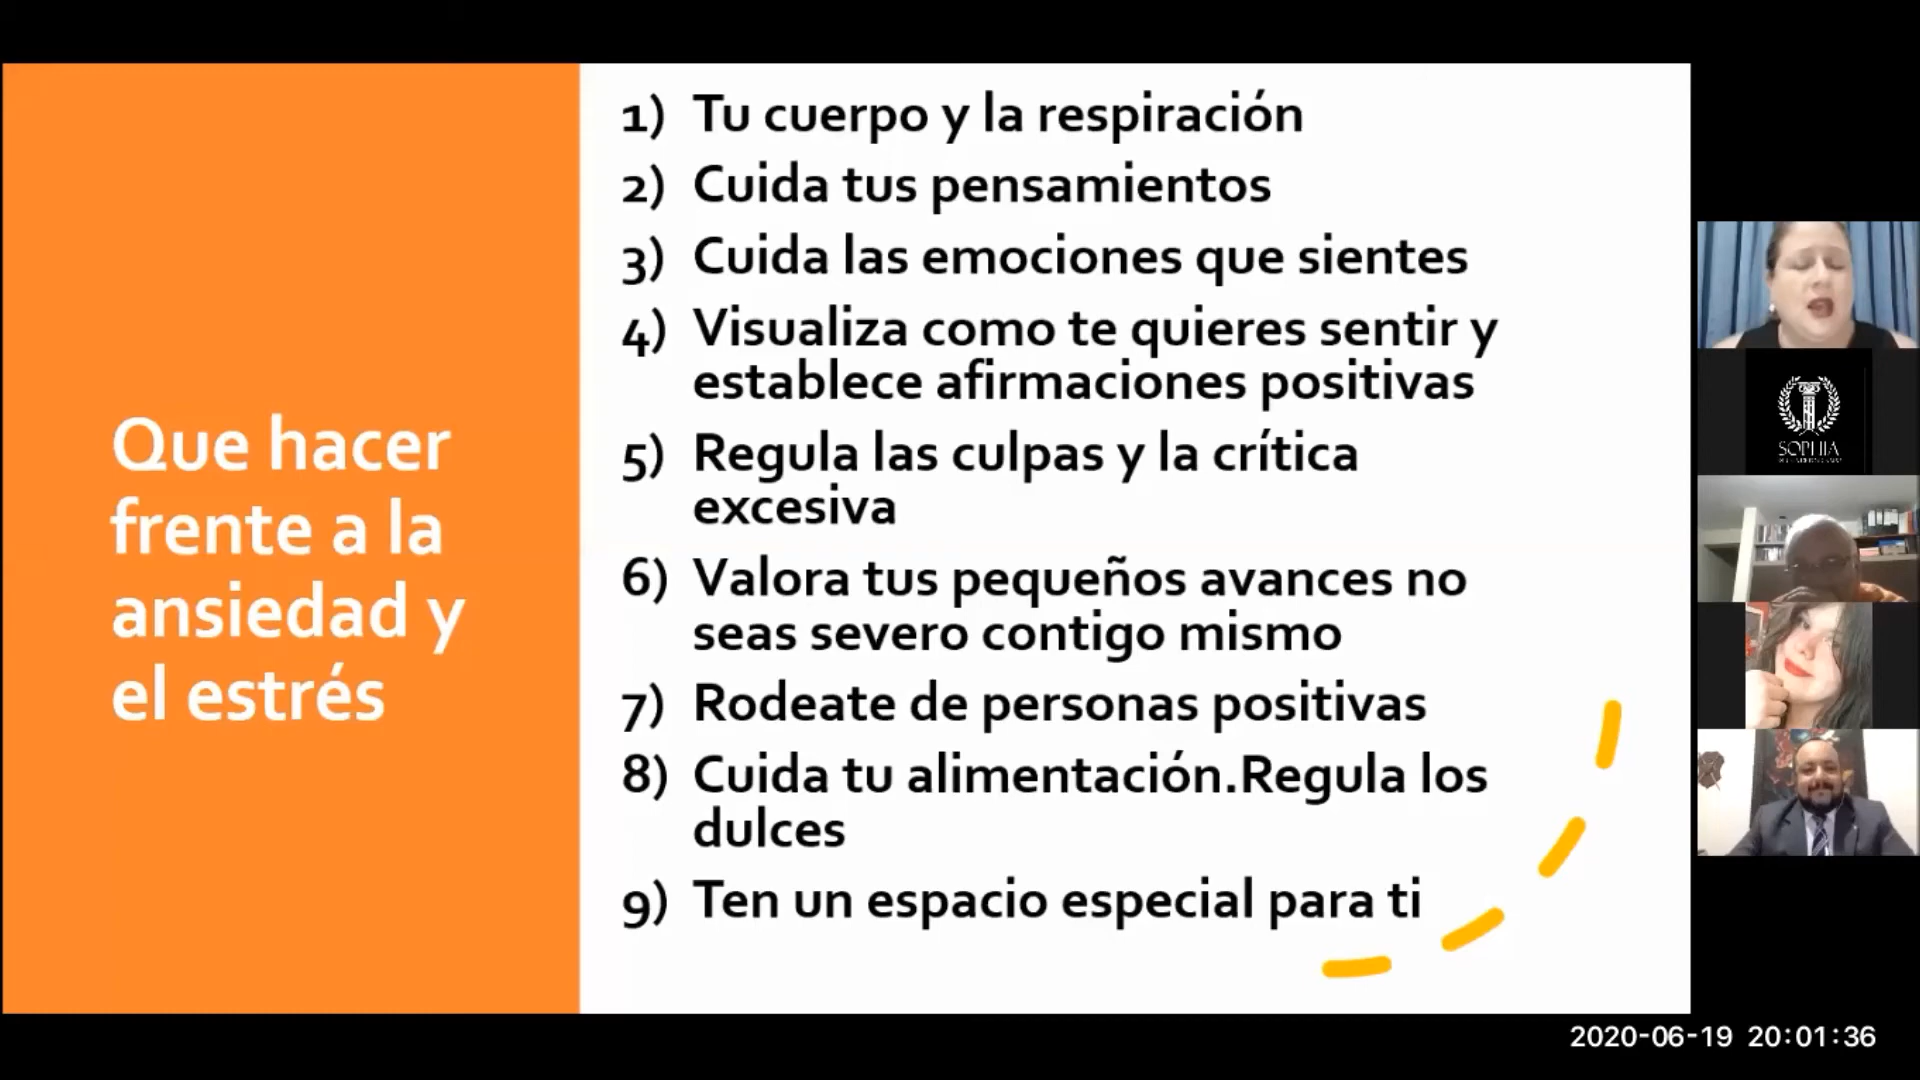 Que hacer
frente a la
ansiedad y
el estrés
1) Tu cuerpo y la respiración
2) Cuida tus pensamientos
3) Cuida las emociones que sientes
4) Visualiza como te quieres sentir y
establece afirmaciones positivas
5) Regula las culpas y la crítica
excesiva
6) Valora tus pequeños avances no
seas severo contigo mismo
7) Rodeate de personas positivas
8) Cuida tu alimentación.Regula los
dulces
9) Ten un espacio especial para ti
SOPHIA
2020-06-19 20:01:36